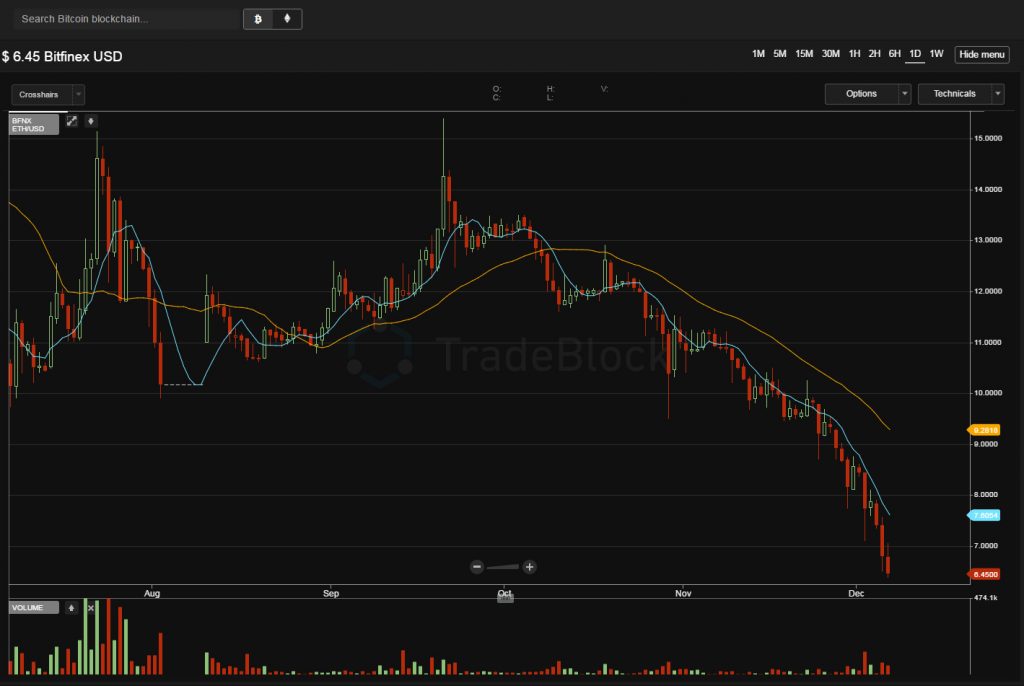 Search Bitcoin blockchain...
$ 6.45 Bitfinex USD
1M 5M 15M 30M 1H 2H 6H 1D 1W Hide menu
Crosshairs
O: H: V:
C: L:
Options Technicals
BFNX
ETH/USD
15.0000
14.0000
13.0000
12.0000
11.0000
TradeBlock
10.0000
9.2818
9.0000
8.0000
7.0000
6.4500
Aug Sep Oct Nov Dec
474.1k
VOLUME